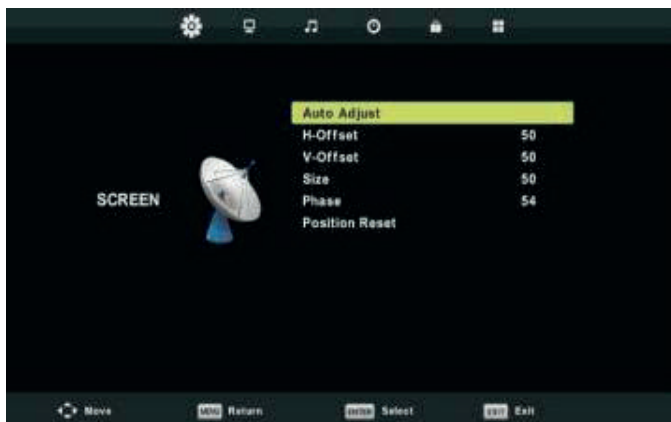 Auto Adjust
H-Offset 50
V-Offset 50
Size 50
SCREEN
Phase 54
Position Reset
Move MENU Return ENTER Select EXIT Exit